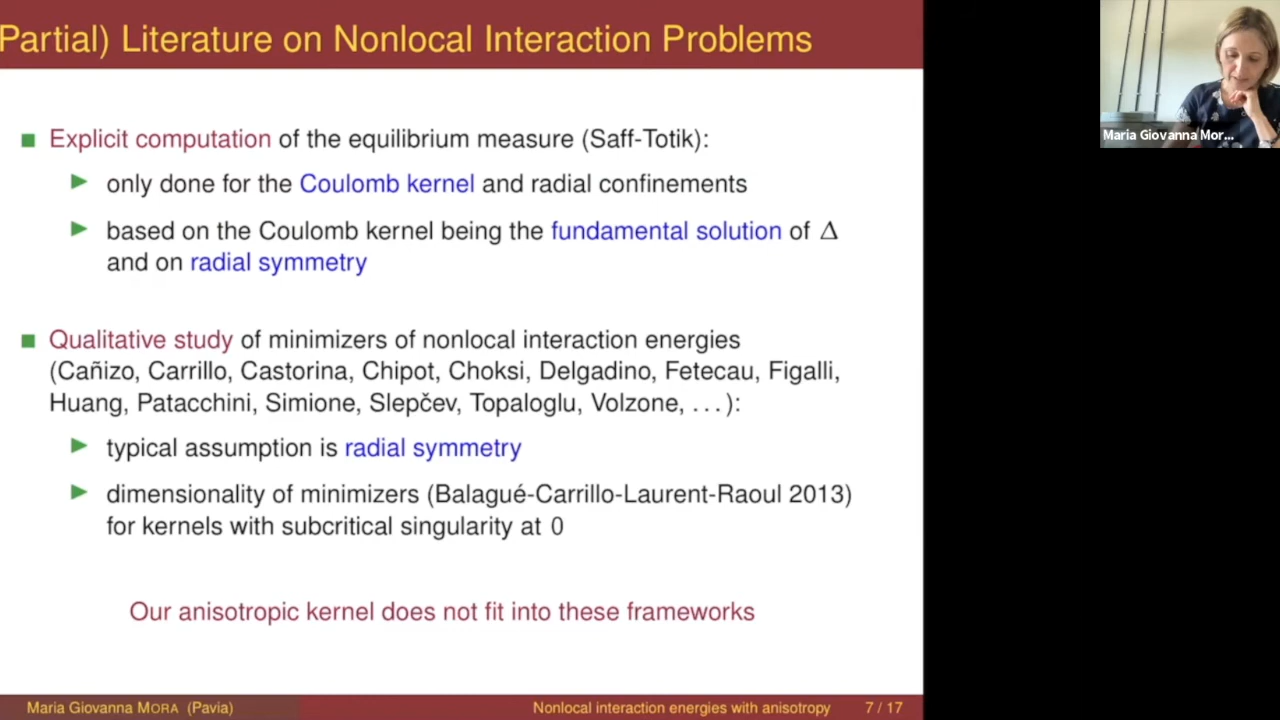 Partial) Literature on Nonlocal Interaction Problems
Explicit computation of the equilibrium measure (Saff-Totik):
only done for the Coulomb kernel and radial confinements
based on the Coulomb kernel being the fundamental solution of Δ
and on radial symmetry
Qualitative study of minimizers of nonlocal interaction energies
(Cañizo, Carrillo, Castorina, Chipot, Choksi, Delgadino, Fetecau, Figalli,
Huang, Patacchini, Simione, Slepčev, Topaloglu, Volzone, ...):
typical assumption is radial symmetry
dimensionality of minimizers (Balagué-Carrillo-Laurent-Raoul 2013)
for kernels with subcritical singularity at 0
Our anisotropic kernel does not fit into these frameworks
Maria Giovanna MORA (Pavia)
Nonlocal interaction energies with anisotropy
7 / 17
Maria Giovanna Mor...